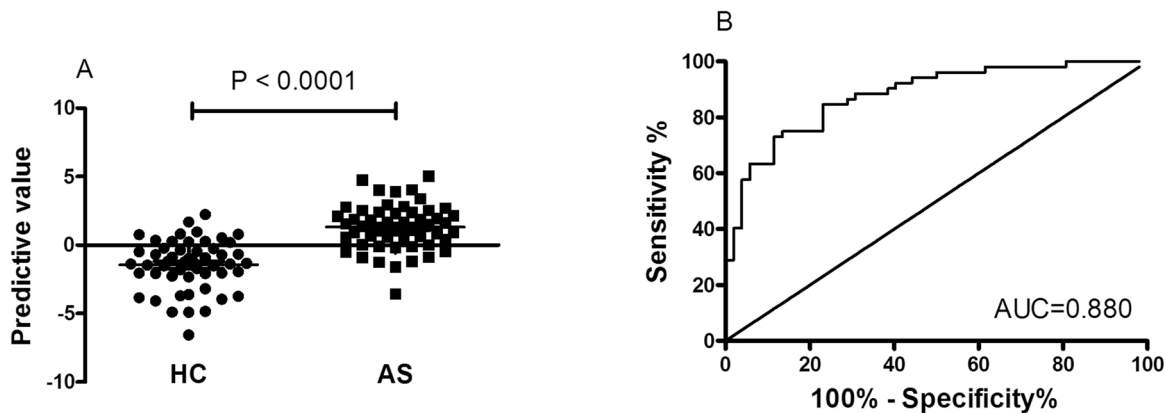 A
P < 0.0001
Predictive value
10
5
0
-5
-10
HC
AS
B
Sensitivity %
100
80
60
40
20
0
0
20
40
60
80
100
AUC=0.880
100% - Specificity%